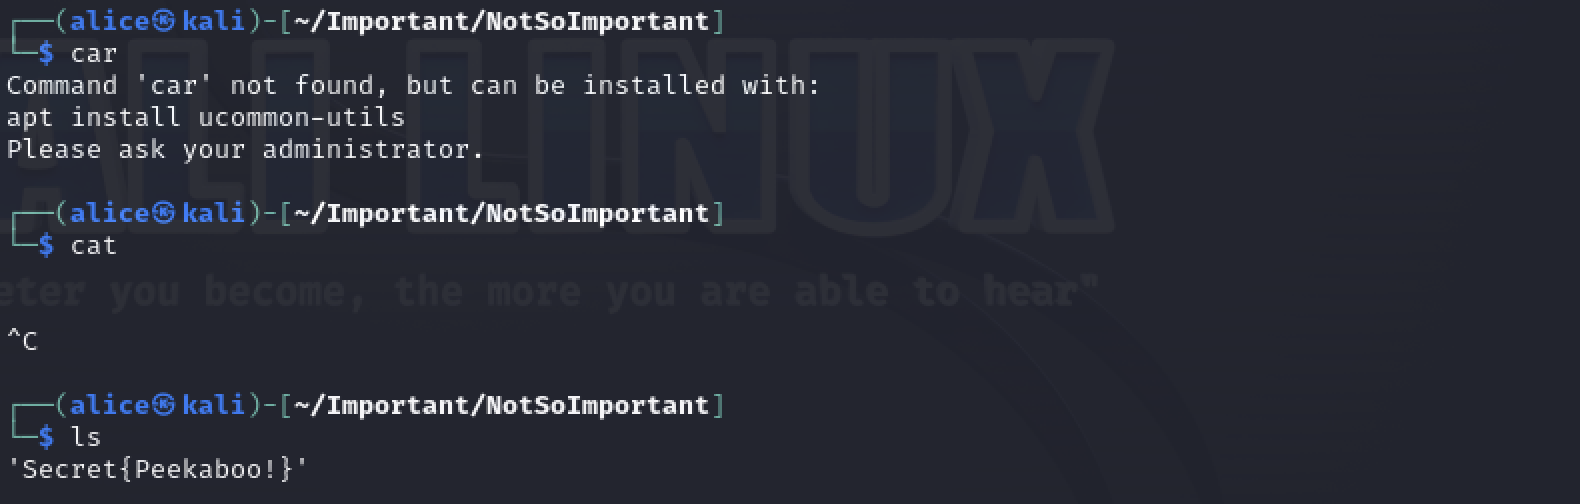 ┌──(alice㉿kali)-[~/Important/NotSoImportant]
└─$ car
Command 'car' not found, but can be installed with:
apt install ucommon-utils
Please ask your administrator.
┌──(alice㉿kali)-[~/Important/NotSoImportant]
└─$ cat
eter you become, the more you are able to hear"
^C
┌──(alice㉿kali)-[~/Important/NotSoImportant]
└─$ ls
'Secret{Peekaboo!}'
ALI LINUX